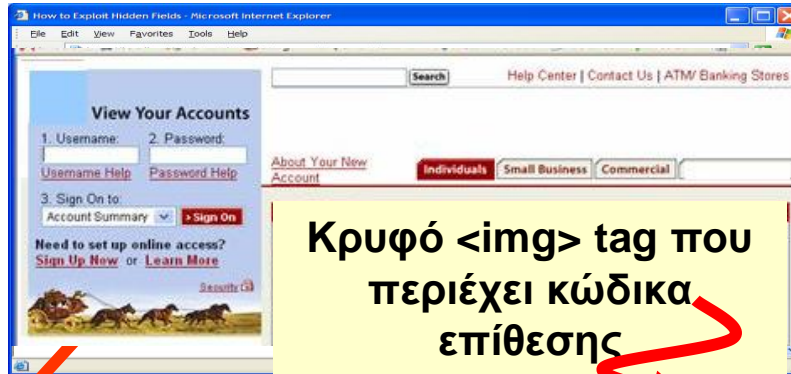 How to Exploit Hidden Fields - Microsoft Internet Explorer
File Edit View Favorites Tools Help
Search
Help Center | Contact Us | ATM/ Banking Stores
View Your Accounts
1. Username: 2. Password:
Username Help Password Help
About Your New
Account
Individuals Small Business Commercial
3. Sign On to:
Account Summary Sign On
Need to set up online access?
Sign Up Now or Learn More
Security
Κρυφό <img> tag που
περιέχει κώδικα
επίθεσης